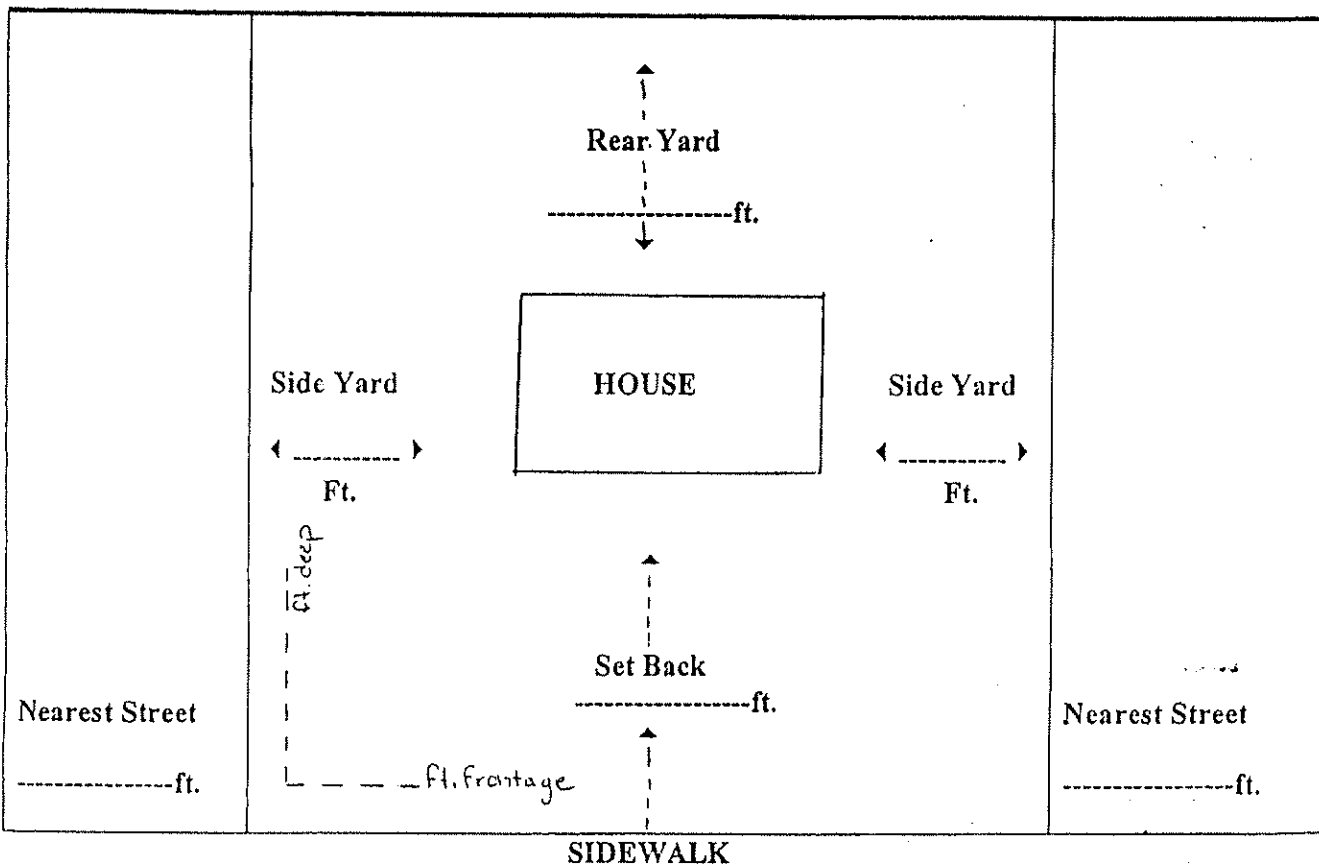 Rear Yard
------------------ft.
Side Yard
HOUSE
Side Yard
-----------
Ft.
-----------
Ft.
ft. deep
Set Back
-----------------ft.
Nearest Street
Nearest Street
---------------ft.
ft. frontage
-----------------ft.
SIDEWALK